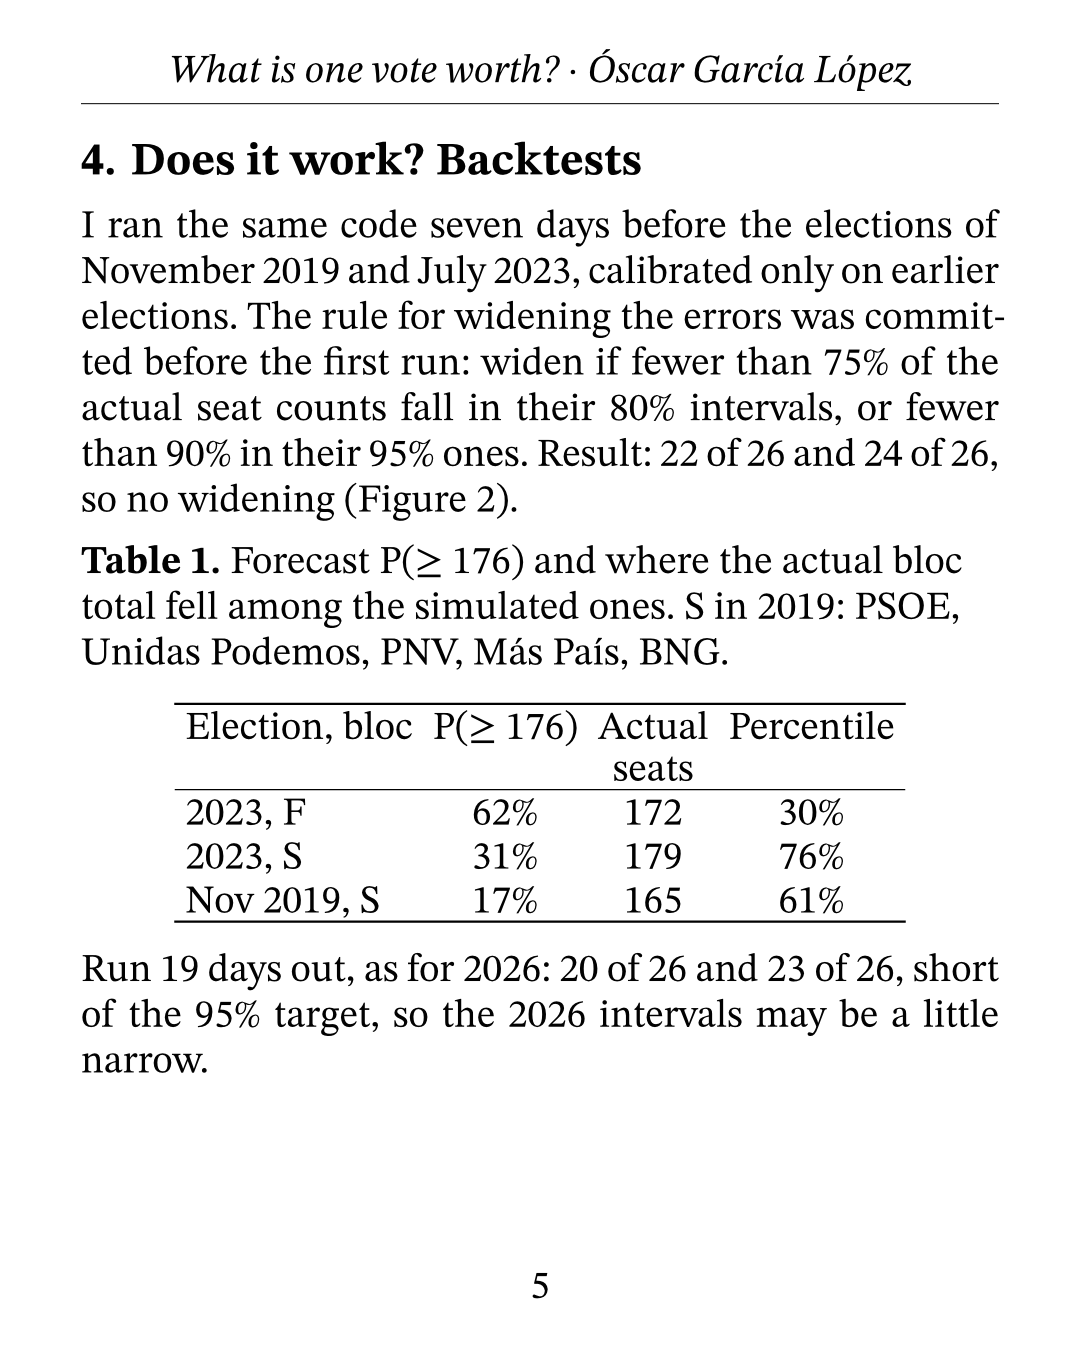 What is one vote worth? · Óscar García López
4. Does it work? Backtests
I ran the same code seven days before the elections of
November 2019 and July 2023, calibrated only on earlier
elections. The rule for widening the errors was commit-
ted before the first run: widen if fewer than 75% of the
actual seat counts fall in their 80% intervals, or fewer
than 90% in their 95% ones. Result: 22 of 26 and 24 of 26,
so no widening (Figure 2).
Table 1. Forecast P(≥ 176) and where the actual bloc
total fell among the simulated ones. S in 2019: PSOE,
Unidas Podemos, PNV, Más País, BNG.
Election, bloc P(≥ 176) Actual Percentile
seats
2023, F 62% 172 30%
2023, S 31% 179 76%
Nov 2019, S 17% 165 61%
Run 19 days out, as for 2026: 20 of 26 and 23 of 26, short
of the 95% target, so the 2026 intervals may be a little
narrow.
5